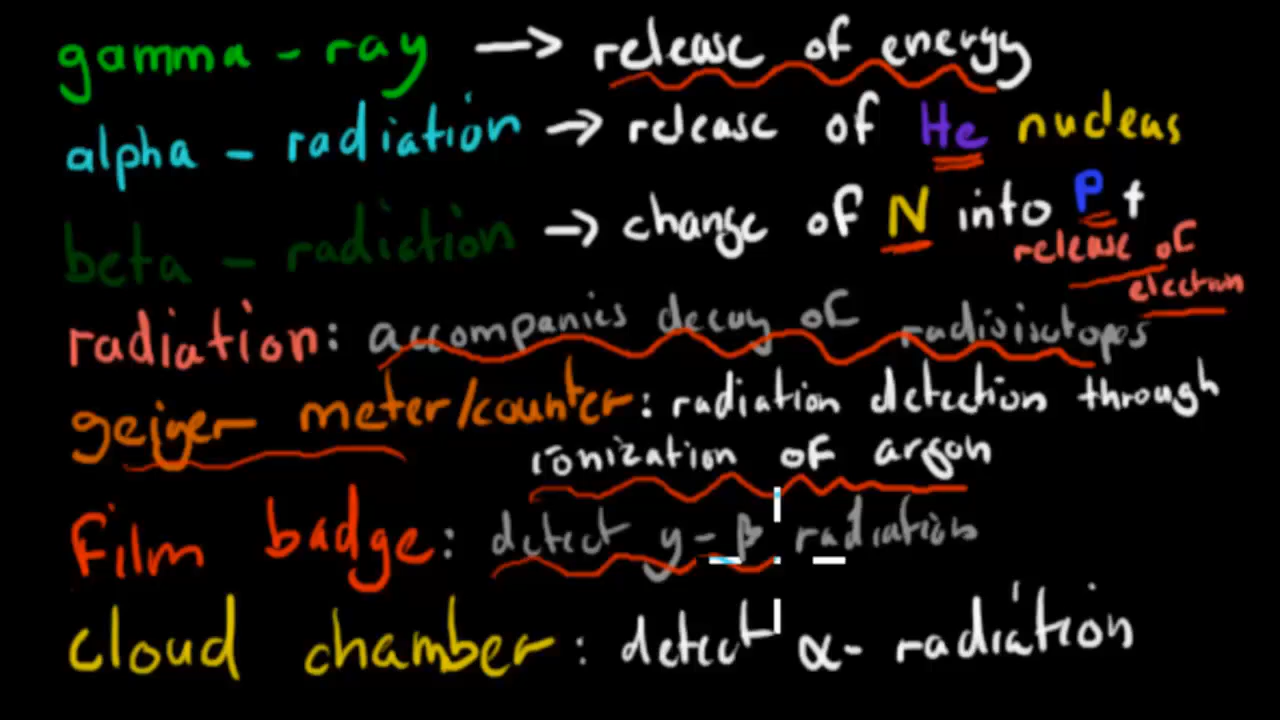 gamma - ray → release of energy
alpha - radiation → release of He nucleus
beta - radiation → change of N into P +
release of
electron
radiation: accompanies decay of radioisotopes
geiger meter/counter: radiation detection through
ionization of argon
film badge: detect γ - β radiation
cloud chamber: detect α - radiation